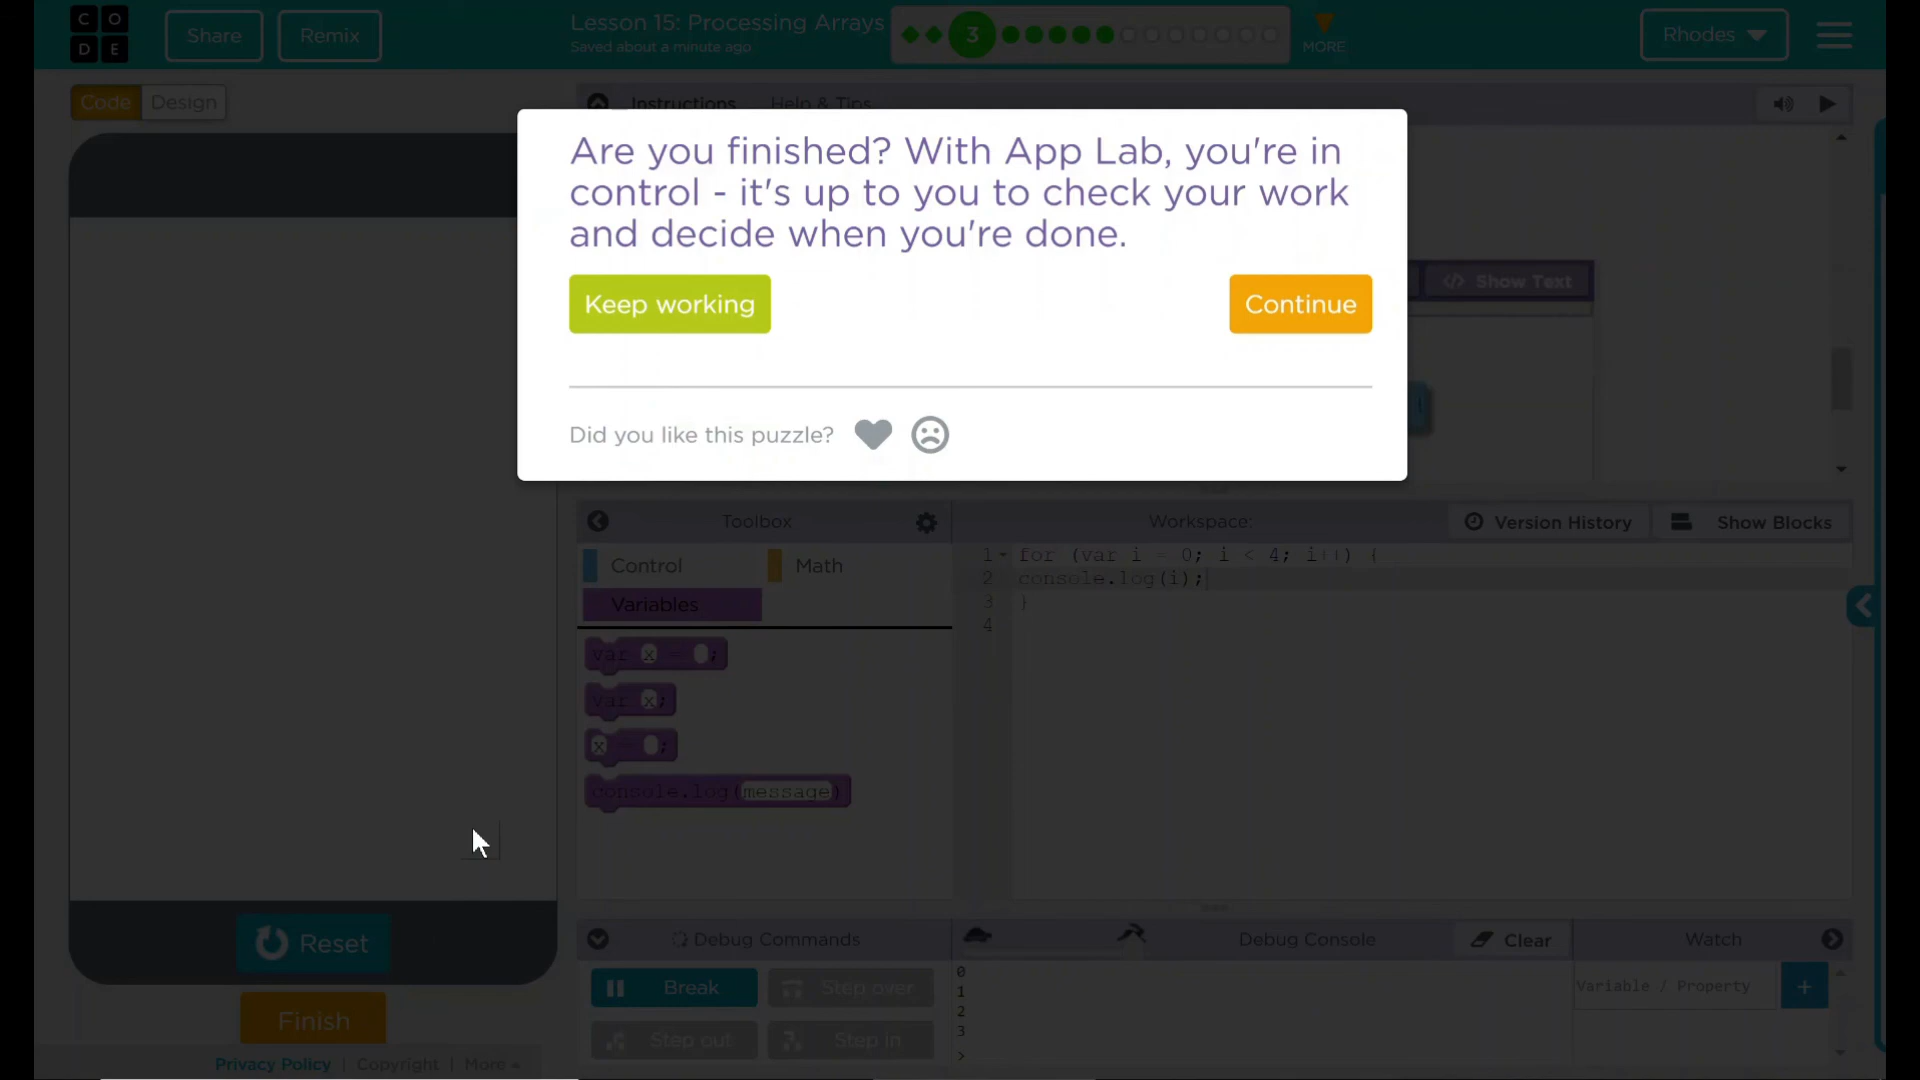 C O
D E
Share
Remix
Lesson 15: Processing Arrays
Saved about a minute ago
3
MORE
Rhodes
Code
Design
Instructions
Help & Tips
Are you finished? With App Lab, you're in
control - it's up to you to check your work
and decide when you're done.
Keep working
Continue
Did you like this puzzle?
Show Text
Toolbox
Workspace:
Version History
Show Blocks
Control
Math
Variables
var x = ;
var x;
x = ;
console.log(message)
1 for (var i = 0; i < 4; i++) {
2 console.log(i);
3 }
4
Reset
Finish
Debug Commands
Debug Console
Clear
Watch
Break
Step over
Step out
Step in
0
1
2
3
>
Variable / Property
+
Privacy Policy | Copyright | More